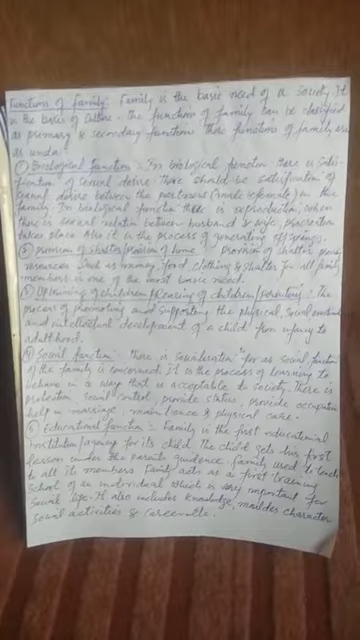 Functions of family:- Family is the basic need of a society. It
is the basis of culture. The function of family can be classified
as primary & secondary functions these functions of family are
as under
① Biological function:- For biological function there is satis-
fication of sexual desire. There should be satisfication of
sexual desire between the partners (male & female) in the
family. For biological function there is reproduction, when
there is sexual relation between husband & wife, procreation
takes place Also it is the process of generating offsprings.
② provision of shelter/provision of home:- provision of shelter,
resources such as money, food clothing & shelter for all family
members is one of the most basic need.
③ Upbringing of children/Rearing of children/parenting:- The
process of promoting and supporting the physical, social emotional
and intellectual development of a child from infancy to
adulthood.
④ Social function:- there is socialization for as social function
of the family is concerned. It is the process of learning to
behave in a way that is acceptable to society. There is
protection social control, provide status, provide occupation
help in marriage, & physical care.
⑤ Educational function:- Family is the first educational
institution/agency for its child. The child gets his first
lesson under the parents guidence. family used to teach
to all its members Family acts as a first training
School of an individual which is very important for
social life. It also includes knowledge, moulds character
social activities &